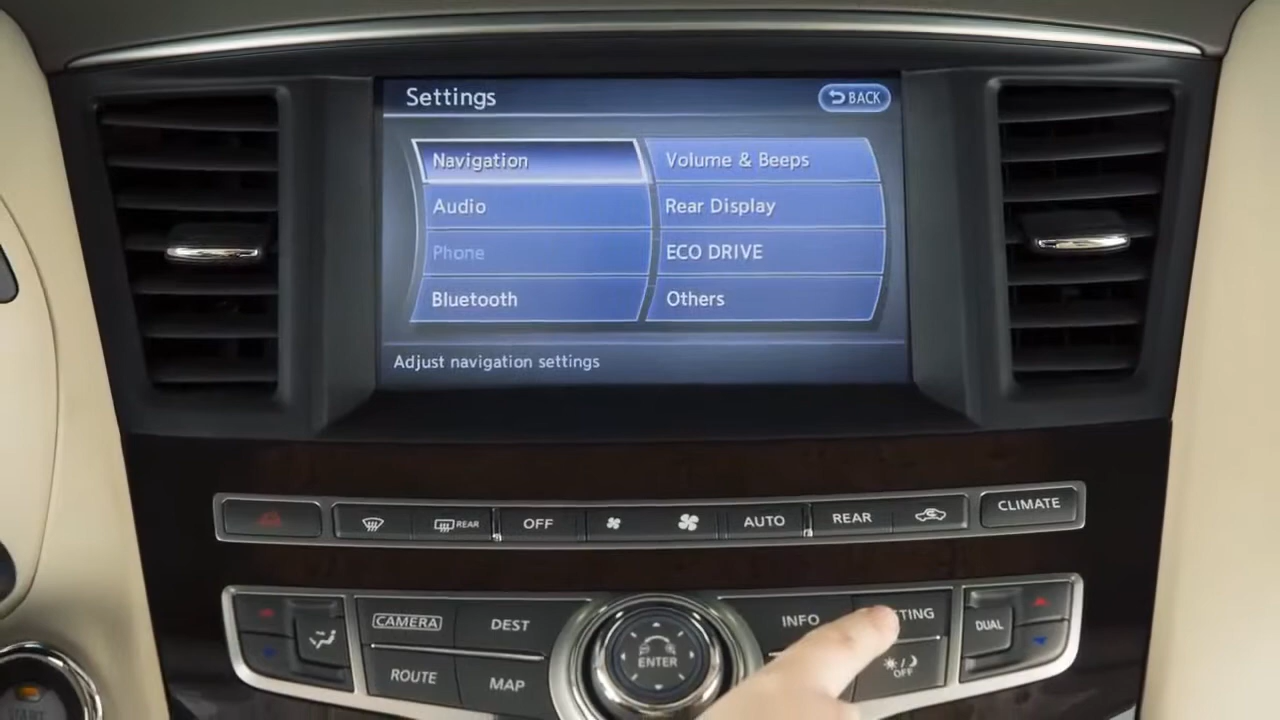 Settings
BACK
Navigation
Volume & Beeps
Audio
Rear Display
Phone
ECO DRIVE
Bluetooth
Others
Adjust navigation settings
REAR
OFF
AUTO
REAR
CLIMATE
CAMERA
DEST
INFO
TING
DUAL
ROUTE
MAP
ENTER
OFF